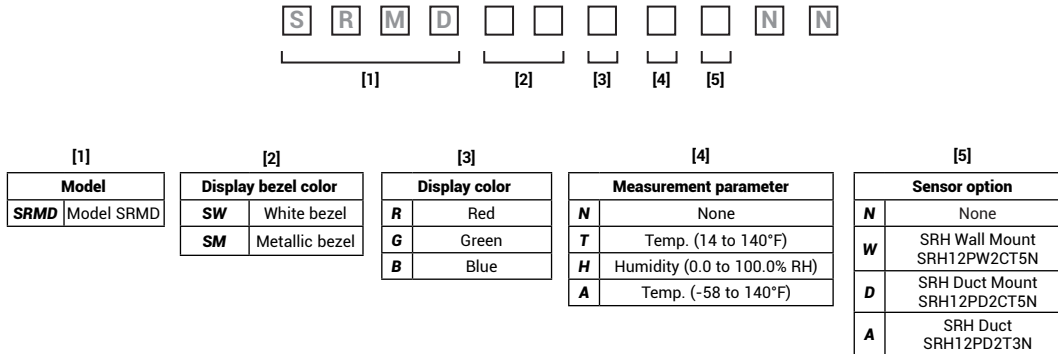 S R M D N N
[1] [2] [3] [4] [5]
[1]
Model
SRMD Model SRMD
[2]
Display bezel color
SW White bezel
SM Metallic bezel
[3]
Display color
R Red
G Green
B Blue
[4]
Measurement parameter
N None
T Temp. (14 to 140°F)
H Humidity (0.0 to 100.0% RH)
A Temp. (-58 to 140°F)
[5]
Sensor option
N None
W SRH Wall Mount
SRH12PW2CT5N
D SRH Duct Mount
SRH12PD2CT5N
A SRH Duct
SRH12PD2T3N